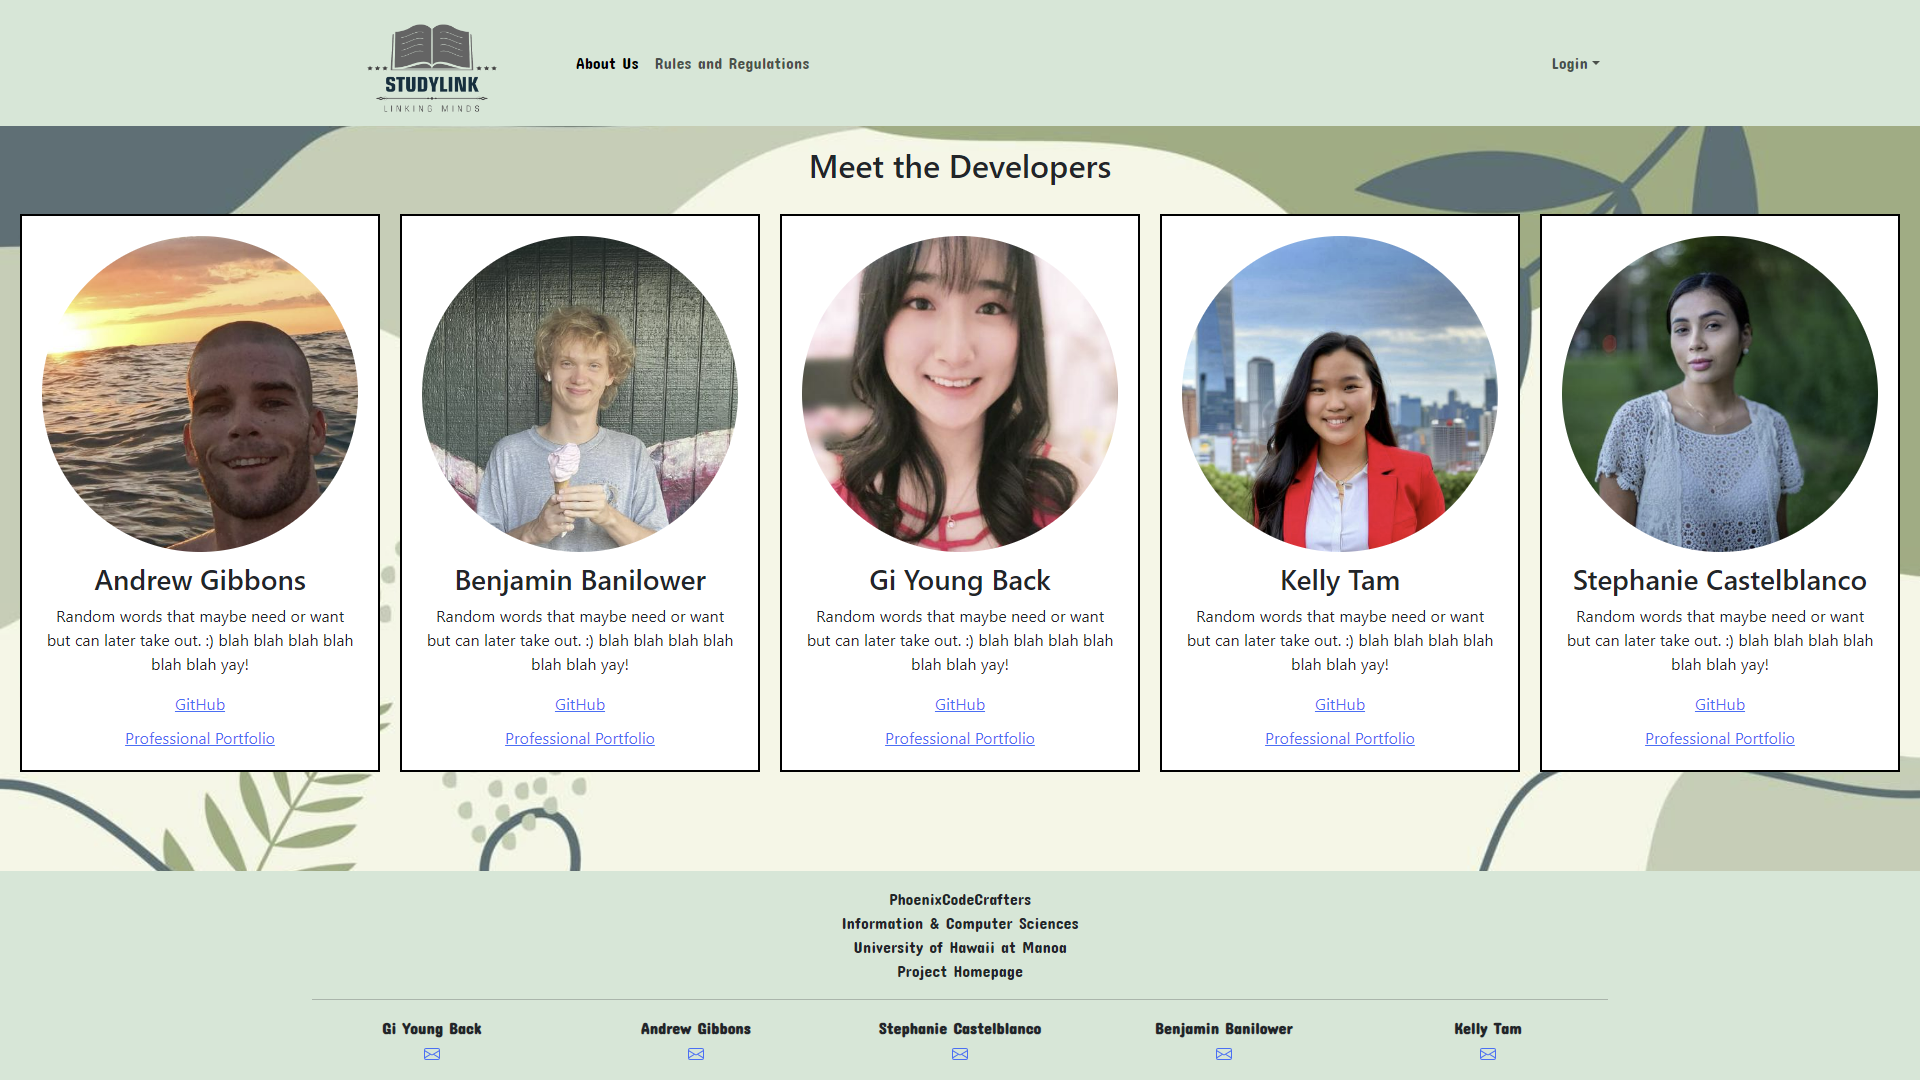 STUDYLINK
LINKING MINDS
About Us
Rules and Regulations
Login
Meet the Developers
Andrew Gibbons
Random words that maybe need or want
but can later take out. :) blah blah blah blah
blah blah yay!
GitHub
Professional Portfolio
Benjamin Banilower
Random words that maybe need or want
but can later take out. :) blah blah blah blah
blah blah yay!
GitHub
Professional Portfolio
Gi Young Back
Random words that maybe need or want
but can later take out. :) blah blah blah blah
blah blah yay!
GitHub
Professional Portfolio
Kelly Tam
Random words that maybe need or want
but can later take out. :) blah blah blah blah
blah blah yay!
GitHub
Professional Portfolio
Stephanie Castelblanco
Random words that maybe need or want
but can later take out. :) blah blah blah blah
blah blah yay!
GitHub
Professional Portfolio
PhoenixCodeCrafters
Information & Computer Sciences
University of Hawaii at Manoa
Project Homepage
Gi Young Back
Andrew Gibbons
Stephanie Castelblanco
Benjamin Banilower
Kelly Tam